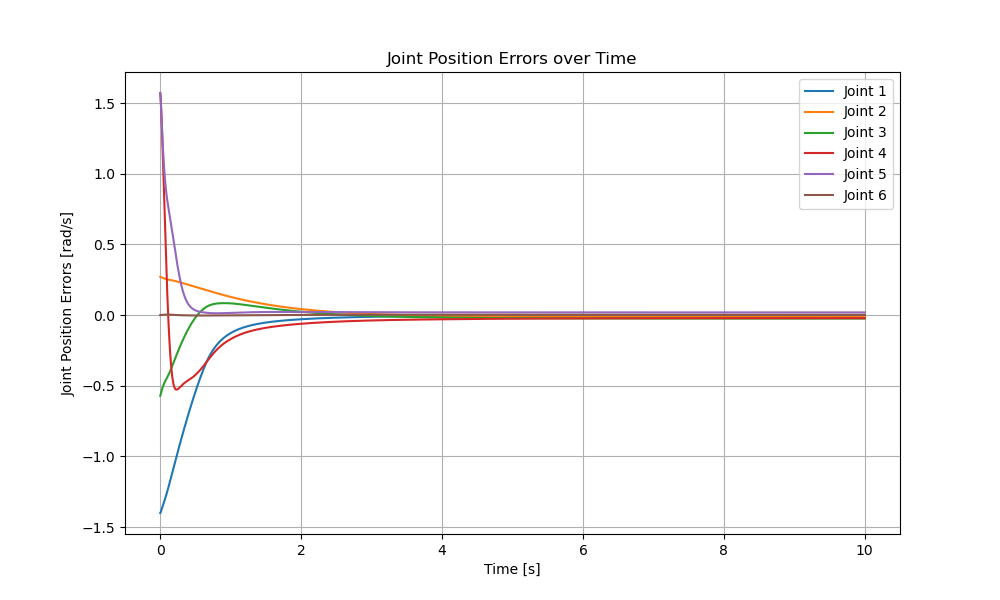 Joint Position Errors over Time
Joint Position Errors [rad/s]
1.5
1.0
0.5
0.0
−0.5
−1.0
−1.5
0 2 4 6 8 10
Time [s]
Joint 1
Joint 2
Joint 3
Joint 4
Joint 5
Joint 6